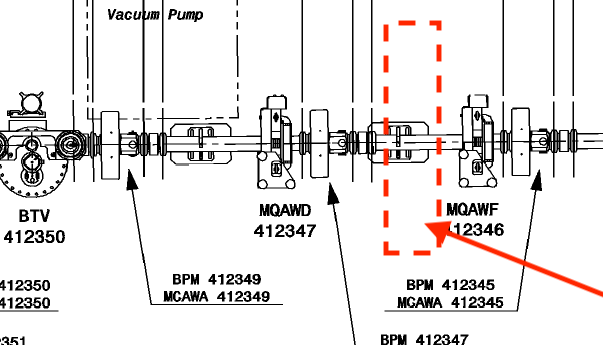 Vacuum Pump
BTV
412350
MQAWD
412347
MQAWF
412346
BPM 412349
MCAWA 412349
BPM 412345
MCAWA 412345
412350
412350
BPM 412347